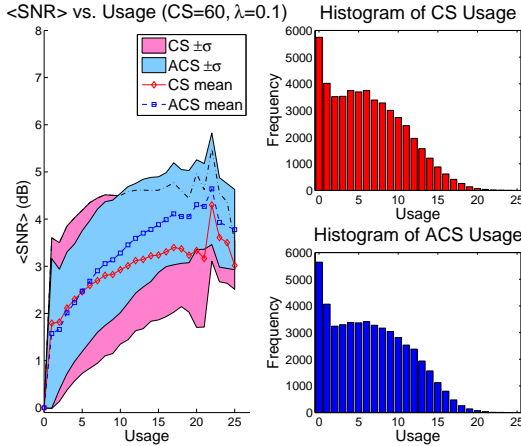 <SNR> vs. Usage (CS=60, λ=0.1)
CS ±σ
ACS ±σ
CS mean
ACS mean
8
7
6
5
4
3
2
1
0
<SNR> (dB)
0 5 10 15 20 25
Usage
Histogram of CS Usage
6000
5000
4000
3000
2000
1000
0
Frequency
0 5 10 15 20 25
Usage
Histogram of ACS Usage
6000
5000
4000
3000
2000
1000
0
Frequency
0 5 10 15 20 25
Usage